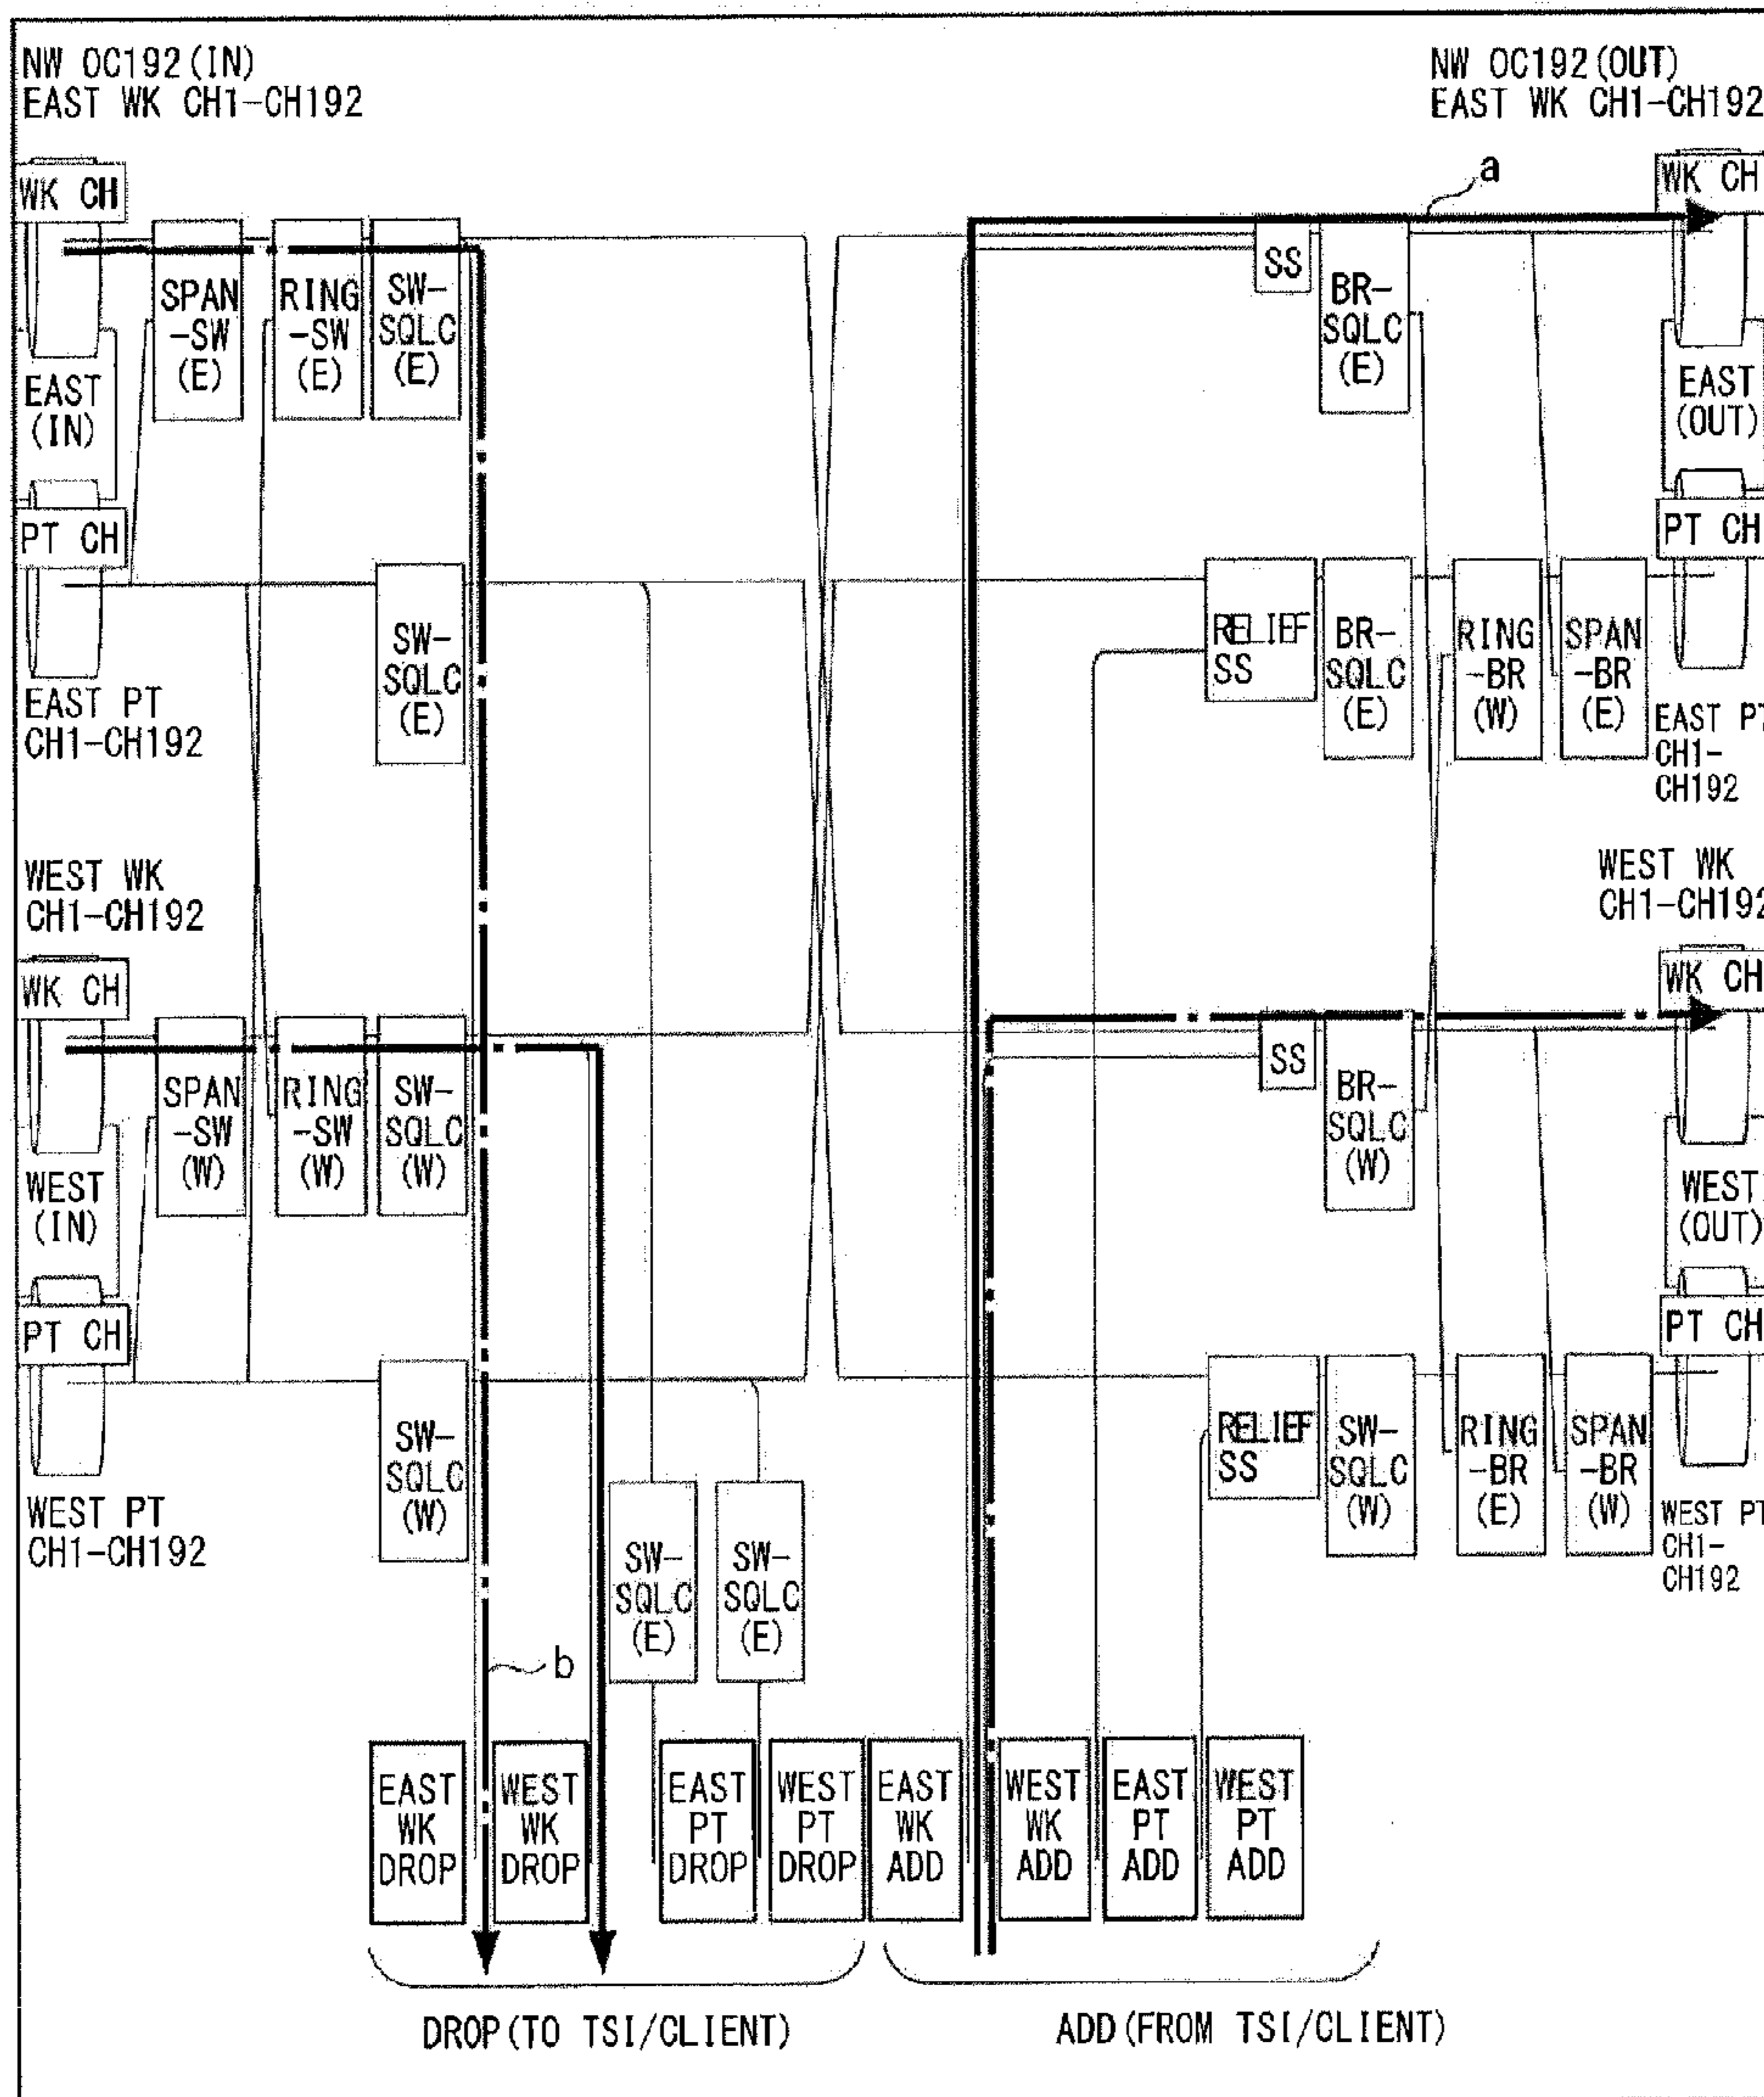 NW OC192(IN)
EAST WK CH1-CH192
NW OC192(OUT)
EAST WK CH1-CH192
WK CH
a
WK CH
SPAN
-SW
(E)
RING
-SW
(E)
SW-
SQLC
(E)
SS
BR-
SQLC
(E)
EAST
(IN)
EAST
(OUT)
PT CH
PT CH
SW-
SQLC
(E)
RELIEF
SS
BR-
SQLC
(E)
RING
-BR
(W)
SPAN
-BR
(E)
EAST PT
CH1-CH192
EAST PT
CH1-
CH192
WEST WK
CH1-CH192
WEST WK
CH1-CH192
WK CH
WK CH
SPAN
-SW
(W)
RING
-SW
(W)
SW-
SQLC
(W)
SS
BR-
SQLC
(W)
WEST
(IN)
WEST
(OUT)
PT CH
PT CH
SW-
SQLC
(W)
RELIEF
SS
SW-
SQLC
(W)
RING
-BR
(E)
SPAN
-BR
(W)
WEST PT
CH1-CH192
WEST PT
CH1-
CH192
SW-
SQLC
(E)
SW-
SQLC
(E)
b
EAST
WK
DROP
WEST
WK
DROP
EAST
PT
DROP
WEST
PT
DROP
EAST
WK
ADD
WEST
WK
ADD
EAST
PT
ADD
WEST
PT
ADD
DROP(TO TSI/CLIENT)
ADD(FROM TSI/CLIENT)